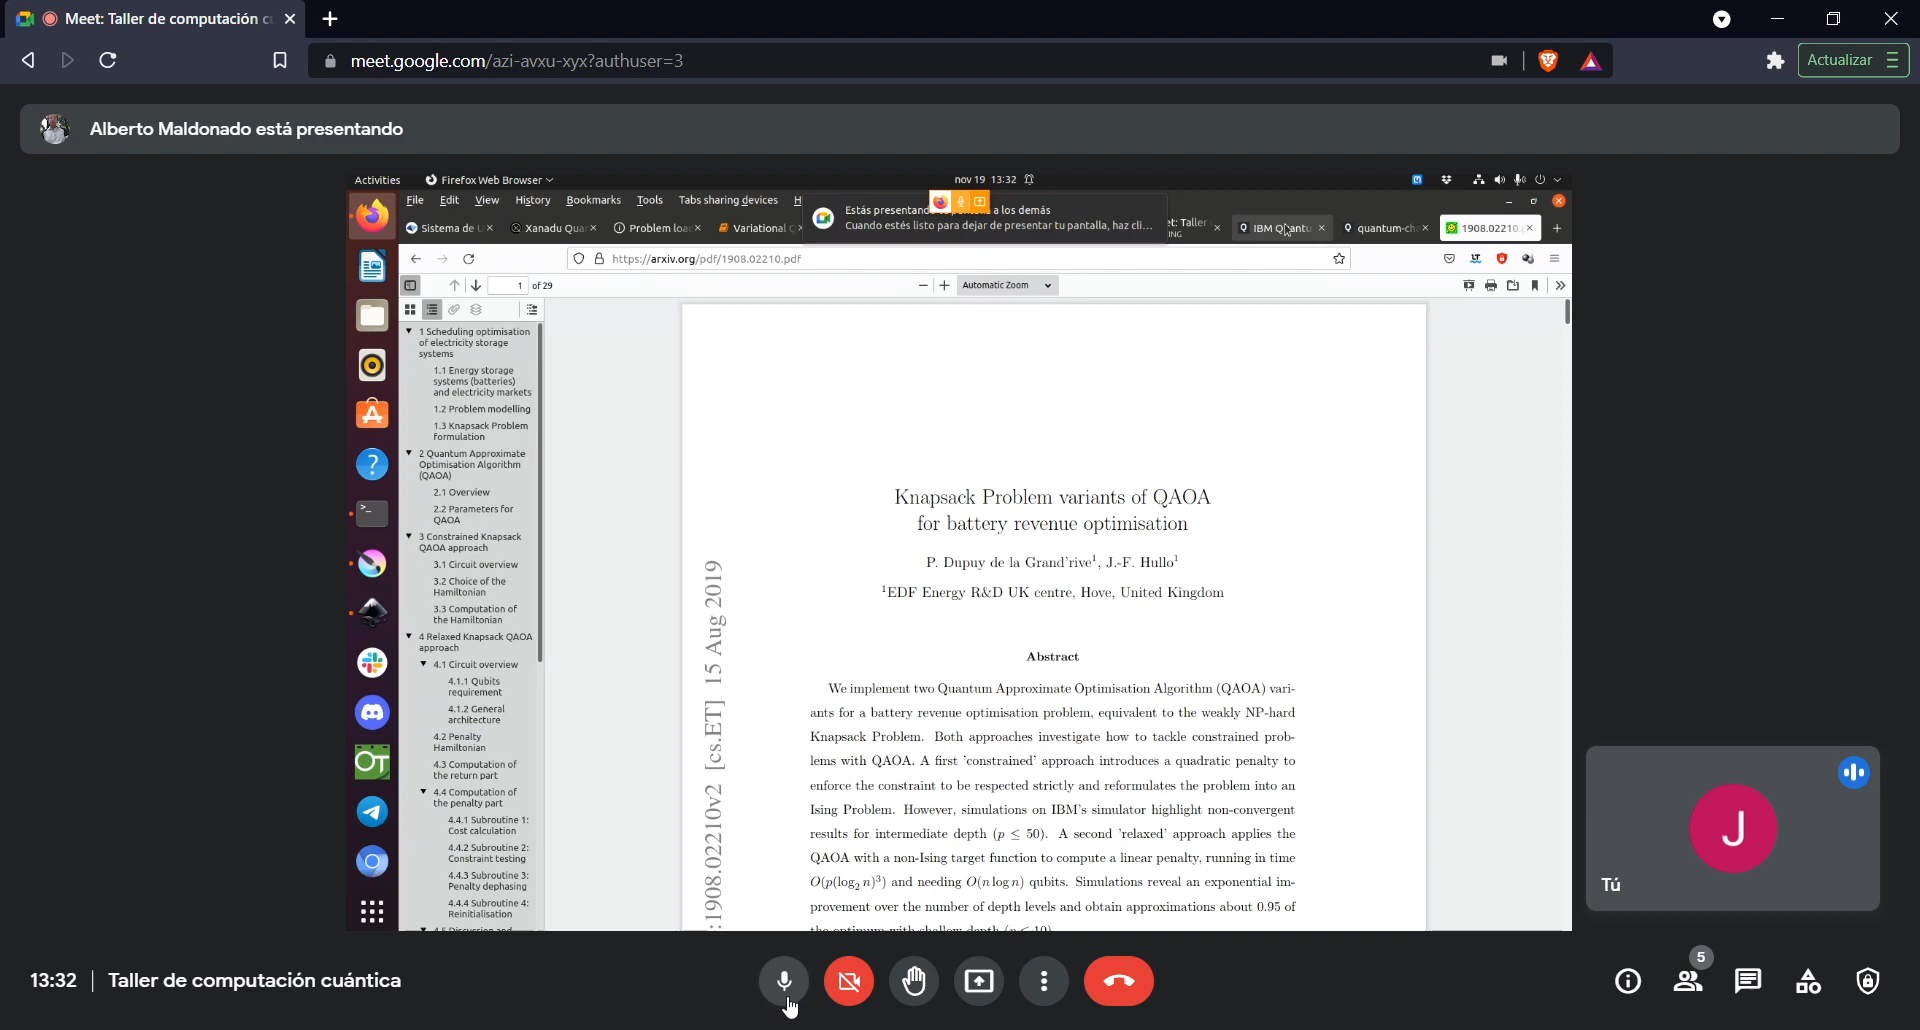 Meet: Taller de computación c
meet.google.com/azi-avxu-xyx?authuser=3
Actualizar
Alberto Maldonado está presentando
Activities
Firefox Web Browser
nov 19 13:32
File Edit View History Bookmarks Tools Tabs sharing devices H
Estás presentand a los demás
Cuando estés listo para dejar de presentar tu pantalla, haz cli...
Sistema de
Xanadu Qua
Problem loa
Variational
et: Taller
ING
IBM Quantu
quantum-ch
1908.02210.
https://arxiv.org/pdf/1908.02210.pdf
1 of 29
Automatic Zoom
1 Scheduling optimisation
of electricity storage
systems
1.1 Energy storage
systems (batteries)
and electricity markets
1.2 Problem modelling
1.3 Knapsack Problem
formulation
2 Quantum Approximate
Optimisation Algorithm
(QAOA)
2.1 Overview
2.2 Parameters for
QAOA
3 Constrained Knapsack
QAOA approach
3.1 Circuit overview
3.2 Choice of the
Hamiltonian
3.3 Computation of
the Hamiltonian
4 Relaxed Knapsack QAOA
approach
4.1 Circuit overview
4.1.1 Qubits
requirement
4.1.2 General
architecture
4.2 Penalty
Hamiltonian
4.3 Computation of
the return part
4.4 Computation of
the penalty part
4.4.1 Subroutine 1:
Cost calculation
4.4.2 Subroutine 2:
Constraint testing
4.4.3 Subroutine 3:
Penalty dephasing
4.4.4 Subroutine 4:
Reinitialisation
4.5 Discussion and
:1908.02210v2 [cs.ET] 15 Aug 2019
Knapsack Problem variants of QAOA
for battery revenue optimisation
P. Dupuy de la Grand'rive¹, J.-F. Hullo¹
¹EDF Energy R&D UK centre, Hove, United Kingdom
Abstract
We implement two Quantum Approximate Optimisation Algorithm (QAOA) vari-
ants for a battery revenue optimisation problem, equivalent to the weakly NP-hard
Knapsack Problem. Both approaches investigate how to tackle constrained prob-
lems with QAOA. A first 'constrained' approach introduces a quadratic penalty to
enforce the constraint to be respected strictly and reformulates the problem into an
Ising Problem. However, simulations on IBM's simulator highlight non-convergent
results for intermediate depth (p ≤ 50). A second 'relaxed' approach applies the
QAOA with a non-Ising target function to compute a linear penalty, running in time
O(p(log₂ n)³) and needing O(n log n) qubits. Simulations reveal an exponential im-
provement over the number of depth levels and obtain approximations about 0.95 of
the optimum with shallow depth (p ≤ 10).
J
Tú
13:32 | Taller de computación cuántica
5